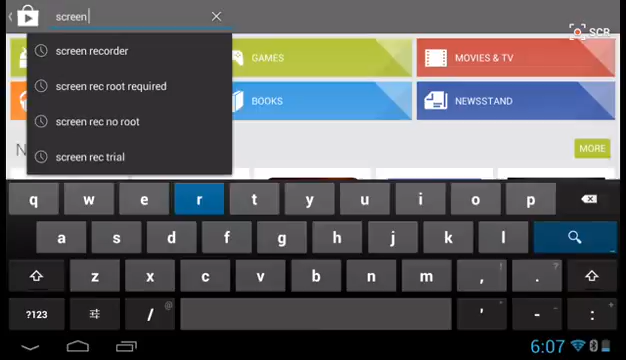 screen
SCR
screen recorder
screen rec root required
screen rec no root
screen rec trial
GAMES
MOVIES & TV
BOOKS
NEWSSTAND
N
MORE
q w e r t y u i o p
a s d f g h j k l
z x c v b n m , ! . ?
?123 / @ ' " - _ : +
6:07